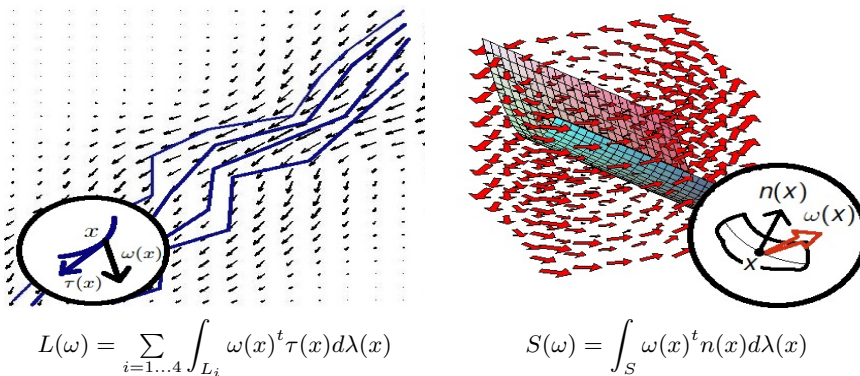 x
ω(x)
τ(x)
n(x)
ω(x)
x
L(ω) = ∑_{i=1...4} ∫_{L_i} ω(x)^t τ(x)dλ(x)
S(ω) = ∫_S ω(x)^t n(x)dλ(x)